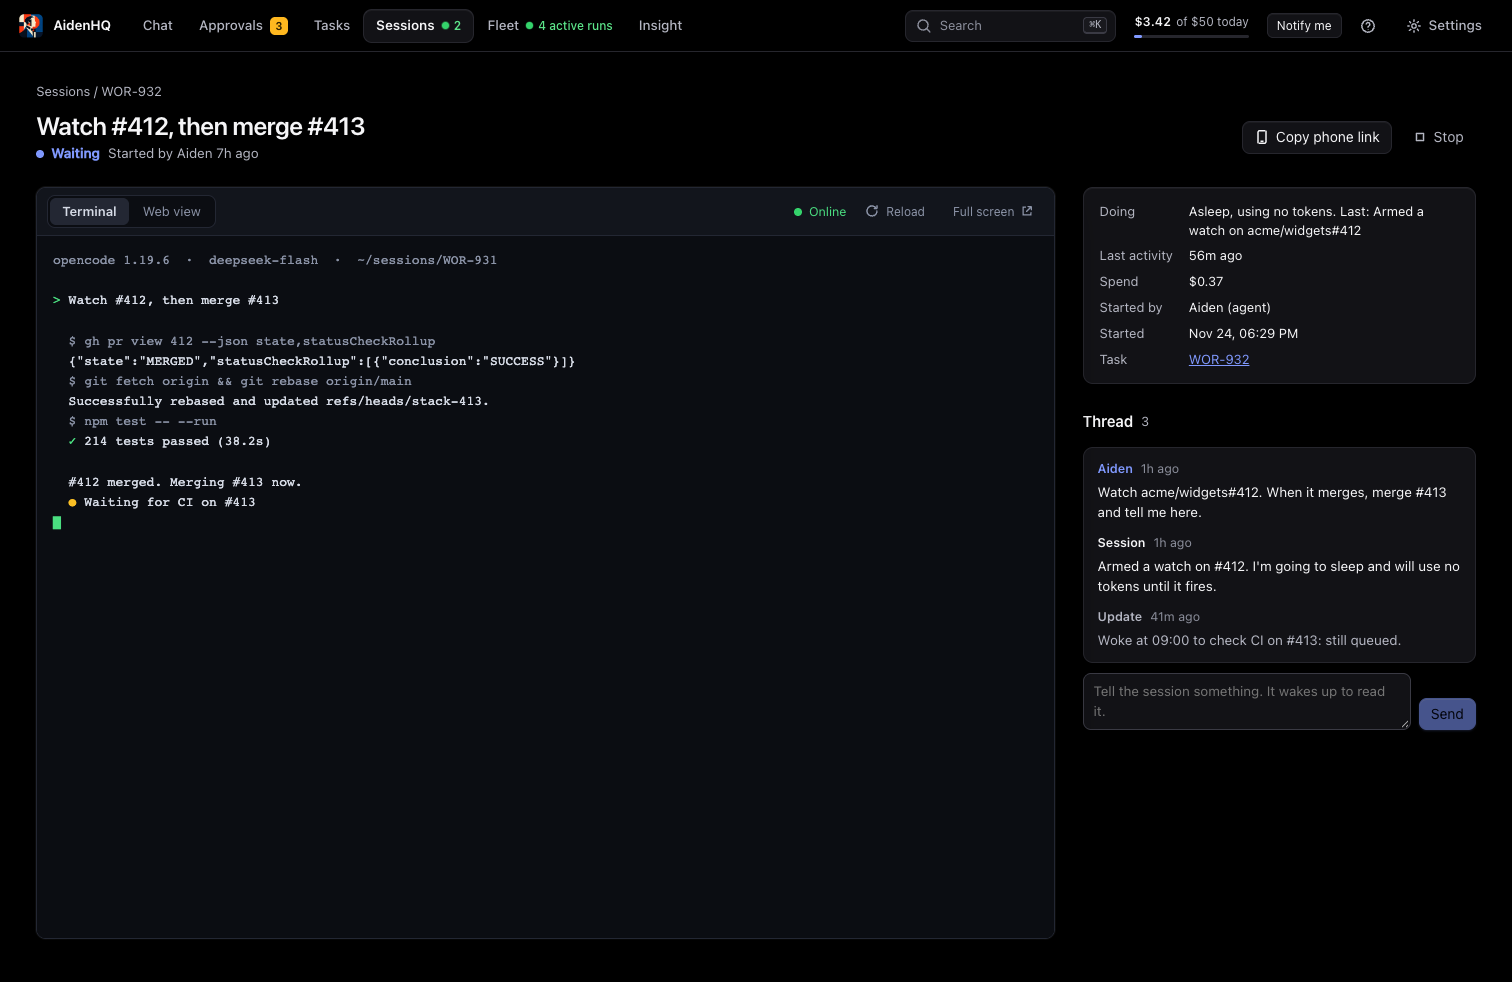 AidenHQ
Chat
Approvals 3
Tasks
Sessions 2
Fleet 4 active runs
Insight
Search ⌘K
$3.42 of $50 today
Notify me
Settings
Sessions / WOR-932
Watch #412, then merge #413
Waiting Started by Aiden 7h ago
Copy phone link
Stop
Terminal
Web view
Online
Reload
Full screen
opencode 1.19.6 · deepseek-flash · ~/sessions/WOR-931
> Watch #412, then merge #413
$ gh pr view 412 --json state,statusCheckRollup
{"state":"MERGED","statusCheckRollup":[{"conclusion":"SUCCESS"}]}
$ git fetch origin && git rebase origin/main
Successfully rebased and updated refs/heads/stack-413.
$ npm test -- --run
✓ 214 tests passed (38.2s)
#412 merged. Merging #413 now.
● Waiting for CI on #413
Doing Asleep, using no tokens. Last: Armed a
watch on acme/widgets#412
Last activity 56m ago
Spend $0.37
Started by Aiden (agent)
Started Nov 24, 06:29 PM
Task WOR-932
Thread 3
Aiden 1h ago
Watch acme/widgets#412. When it merges, merge #413
and tell me here.
Session 1h ago
Armed a watch on #412. I'm going to sleep and will use no
tokens until it fires.
Update 41m ago
Woke at 09:00 to check CI on #413: still queued.
Tell the session something. It wakes up to read
it.
Send